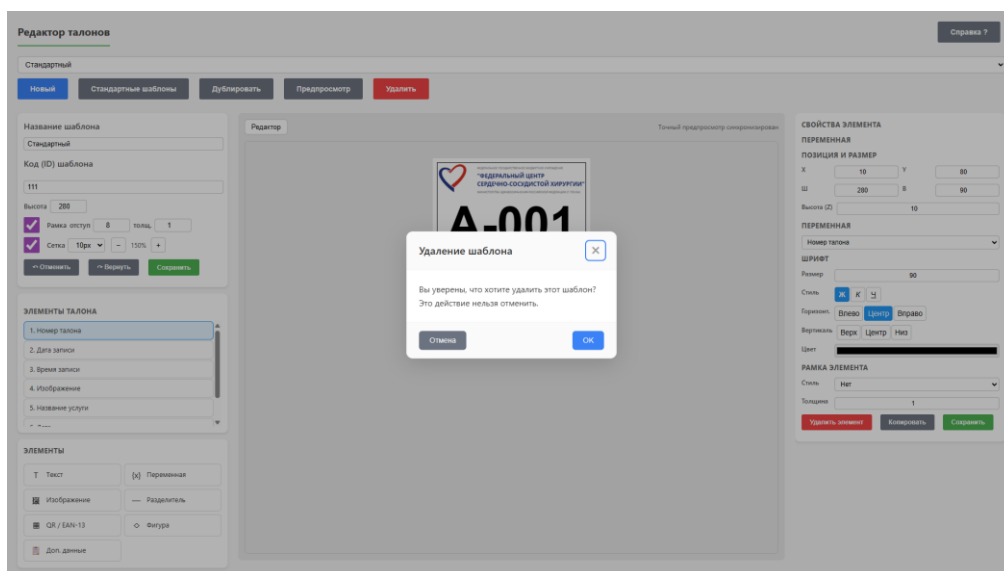 Редактор талонов
Справка ?
Стандартный
Новый
Стандартные шаблоны
Дублировать
Предпросмотр
Удалить
Название шаблона
Стандартный
Код (ID) шаблона
111
Высота 280
Рамка отступ 8 толщ. 1
Сетка 10px − 150% +
Отменить
Вернуть
Сохранить
ЭЛЕМЕНТЫ ТАЛОНА
1. Номер талона
2. Дата записи
3. Время записи
4. Изображение
5. Название услуги
ЭЛЕМЕНТЫ
T Текст
{x} Переменная
Изображение
Разделитель
QR / EAN-13
Фигура
Доп. данные
Редактор
Точный предпросмотр синхронизирован
"ФЕДЕРАЛЬНЫЙ ЦЕНТР
СЕРДЕЧНО-СОСУДИСТОЙ ХИРУРГИИ"
А-001
Удаление шаблона
×
Вы уверены, что хотите удалить этот шаблон?
Это действие нельзя отменить.
Отмена
OK
СВОЙСТВА ЭЛЕМЕНТА
ПЕРЕМЕННАЯ
ПОЗИЦИЯ И РАЗМЕР
X 10 Y 80
Ш 280 В 90
Высота (Z) 10
ПЕРЕМЕННАЯ
Номер талона
ШРИФТ
Размер 90
Стиль Ж К Ч
Горизонт. Влево Центр Вправо
Вертикаль Верх Центр Низ
Цвет
РАМКА ЭЛЕМЕНТА
Стиль Нет
Толщина 1
Удалить элемент
Копировать
Сохранить